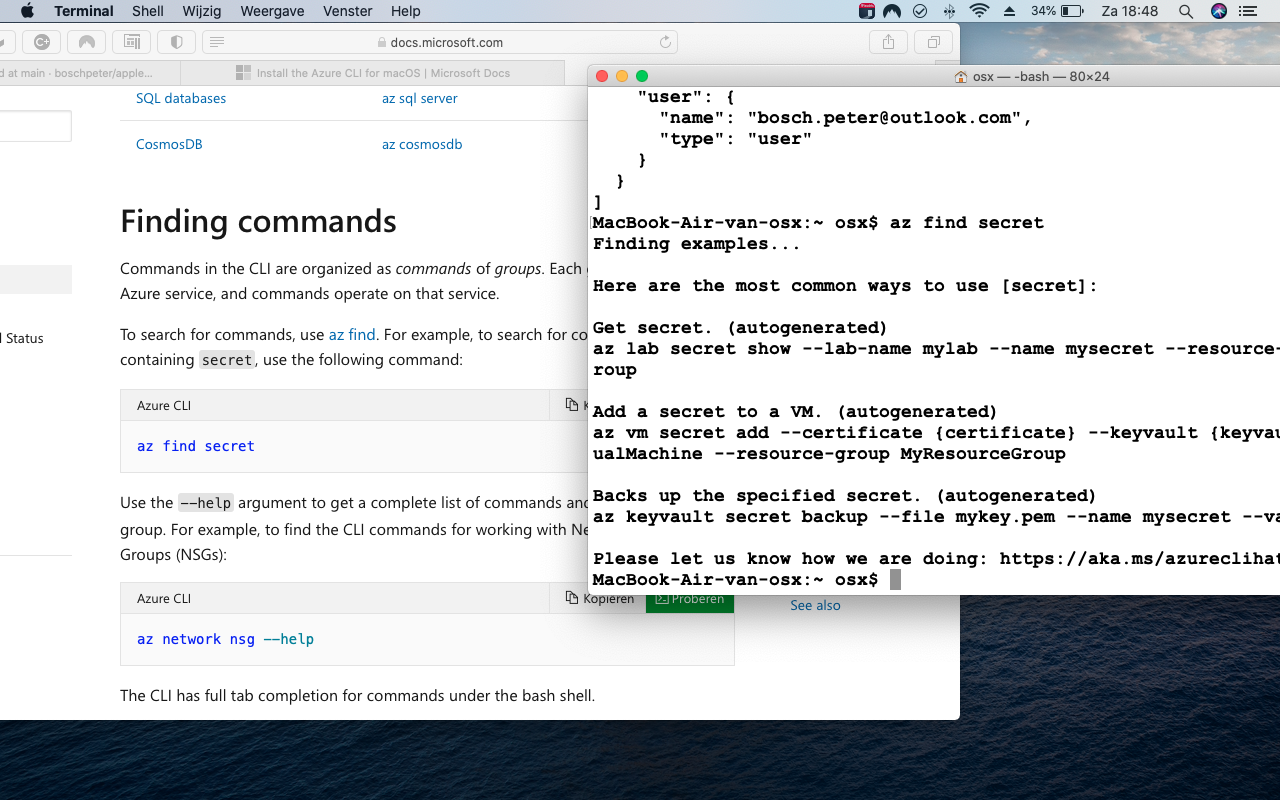 Terminal Shell Wijzig Weergave Venster Help 34% Za 18:48
docs.microsoft.com
d at main · boschpeter/apple... Install the Azure CLI for macOS | Microsoft Docs
SQL databases az sql server
CosmosDB az cosmosdb
Finding commands
Commands in the CLI are organized as commands of groups. Each
Azure service, and commands operate on that service.
To search for commands, use az find. For example, to search for co
containing secret, use the following command:
Azure CLI
az find secret
Use the --help argument to get a complete list of commands and
group. For example, to find the CLI commands for working with Ne
Groups (NSGs):
Azure CLI Kopiëren Proberen
az network nsg --help
The CLI has full tab completion for commands under the bash shell.
Status
See also
osx — -bash — 80×24
"user": {
"name": "bosch.peter@outlook.com",
"type": "user"
}
}
]
MacBook-Air-van-osx:~ osx$ az find secret
Finding examples...
Here are the most common ways to use [secret]:
Get secret. (autogenerated)
az lab secret show --lab-name mylab --name mysecret --resource-
roup
Add a secret to a VM. (autogenerated)
az vm secret add --certificate {certificate} --keyvault {keyvau
ualMachine --resource-group MyResourceGroup
Backs up the specified secret. (autogenerated)
az keyvault secret backup --file mykey.pem --name mysecret --va
Please let us know how we are doing: https://aka.ms/azureclihat
MacBook-Air-van-osx:~ osx$